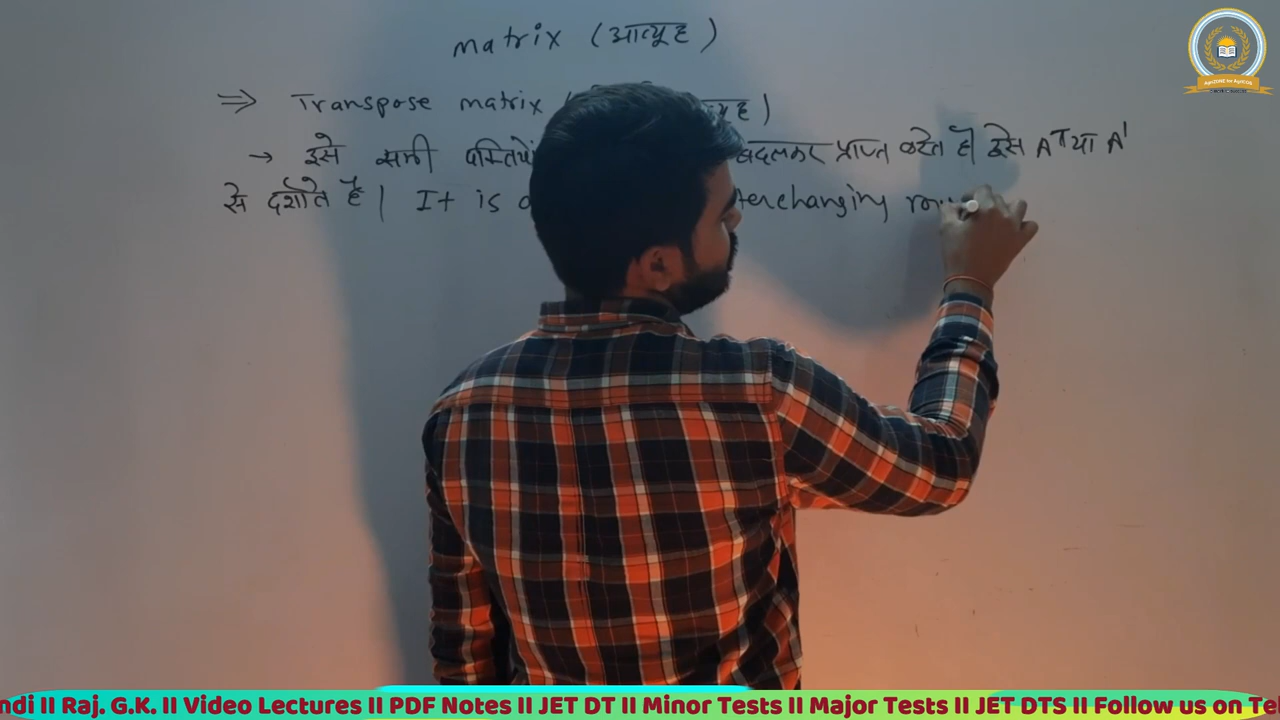 Matrix (आव्यूह)
⇒ Transpose matrix (
→ इसे सभी पंक्तियों बदलकर प्राप्त करते है। इसे Aᵀ या A'
से दर्शाते है। It is terchanging
ndi II Raj. G.K. II Video Lectures II PDF Notes II JET DT II Minor Tests II Major Tests II JET DTS II Follow us on Te